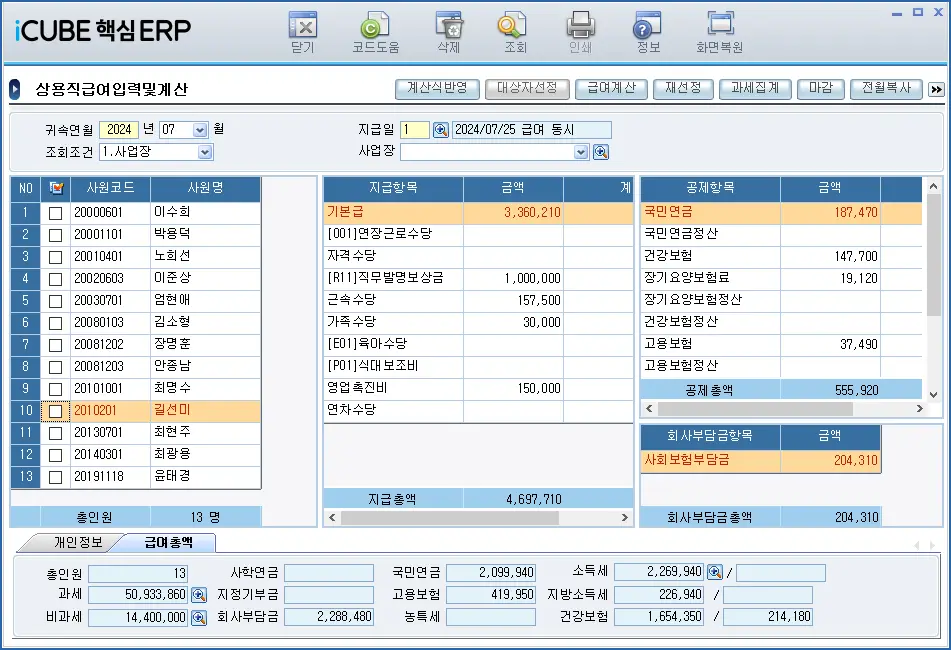 iCUBE 핵심ERP
닫기 코드도움 삭제 조회 인쇄 정보 화면복원
상용직급여입력및계산
계산식반영 대상자선정 급여계산 재선정 과세집계 마감 전월복사
귀속연월 2024 년 07 월 지급일 1 2024/07/25 급여 동시
조회조건 1.사업장 사업장
NO 사원코드 사원명
1 20000601 이수희
2 20001101 박용덕
3 20010401 노희선
4 20020603 이준상
5 20030701 엄현애
6 20080103 김소형
7 20081202 장명훈
8 20081203 안종남
9 20101001 최명수
10 2010201 길선미
11 20130701 최현주
12 20140301 최광용
13 20191118 윤태경
총인원 13 명
지급항목 금액 계
기본급 3,360,210
[001]연장근로수당
자격수당
[R11]직무발명보상금 1,000,000
근속수당 157,500
가족수당 30,000
[E01]육아수당
[P01]식대보조비
영업촉진비 150,000
연차수당
지급총액 4,697,710
공제항목 금액
국민연금 187,470
국민연금정산
건강보험 147,700
장기요양보험료 19,120
장기요양보험정산
건강보험정산
고용보험 37,490
고용보험정산
공제총액 555,920
회사부담금항목 금액
사회보험부담금 204,310
회사부담금총액 204,310
개인정보 급여총액
총인원 13 사학연금 국민연금 2,099,940 소득세 2,269,940 /
과세 50,933,860 지정기부금 고용보험 419,950 지방소득세 226,940 /
비과세 14,400,000 회사부담금 2,288,480 농특세 건강보험 1,654,350 / 214,180